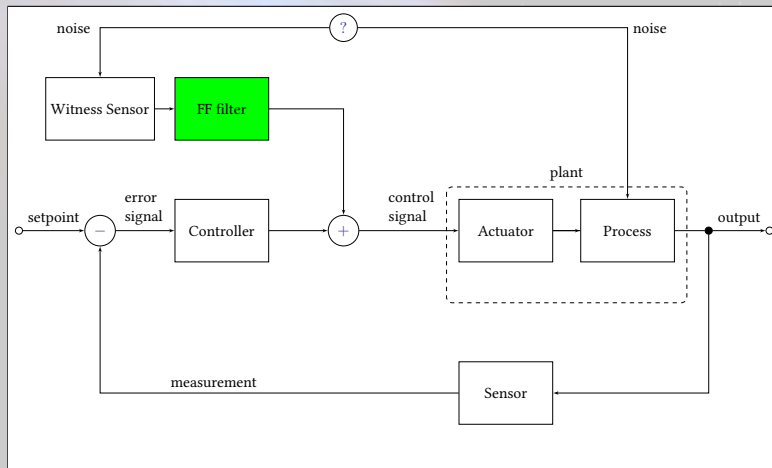 noise
?
noise
Witness Sensor
FF filter
plant
setpoint
−
error
signal
Controller
+
control
signal
Actuator
Process
output
measurement
Sensor